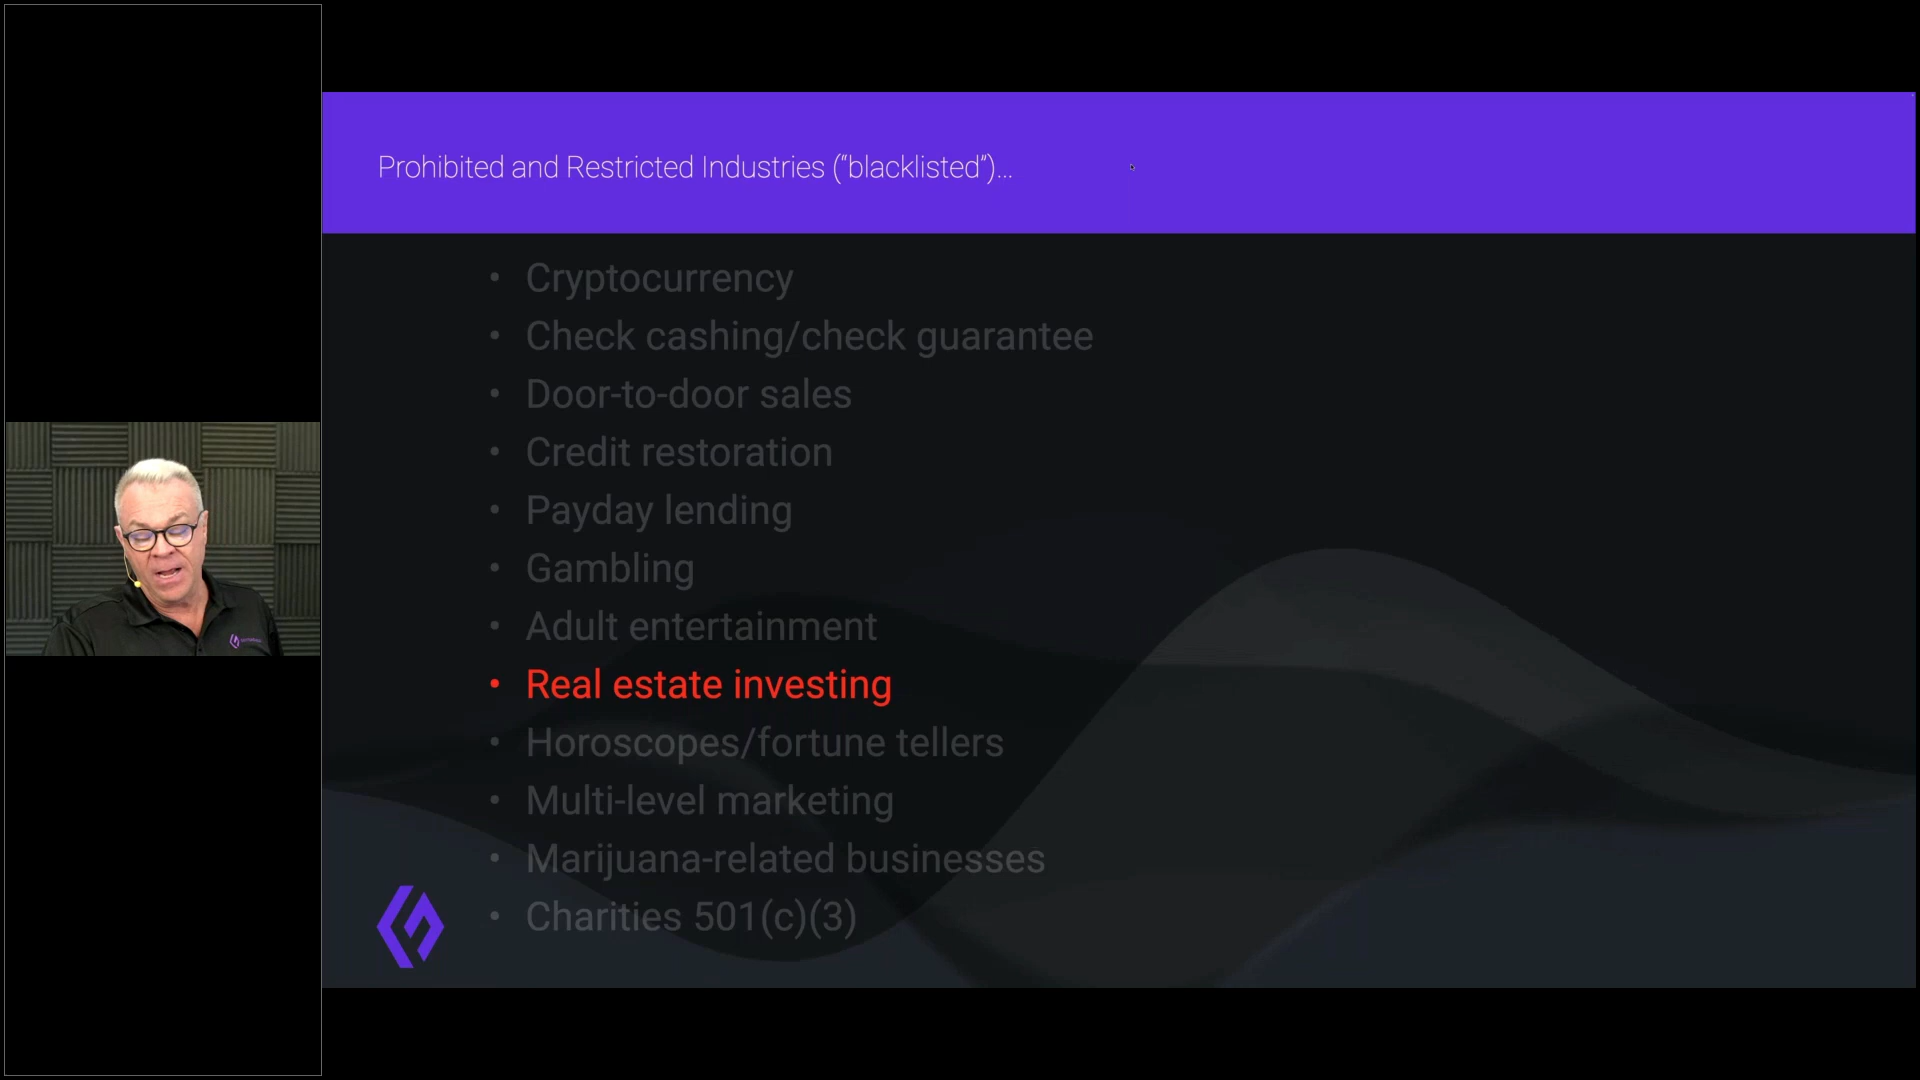 Prohibited and Restricted Industries (“blacklisted”)...
• Cryptocurrency
• Check cashing/check guarantee
• Door-to-door sales
• Credit restoration
• Payday lending
• Gambling
• Adult entertainment
• Real estate investing
• Horoscopes/fortune tellers
• Multi-level marketing
• Marijuana-related businesses
• Charities 501(c)(3)